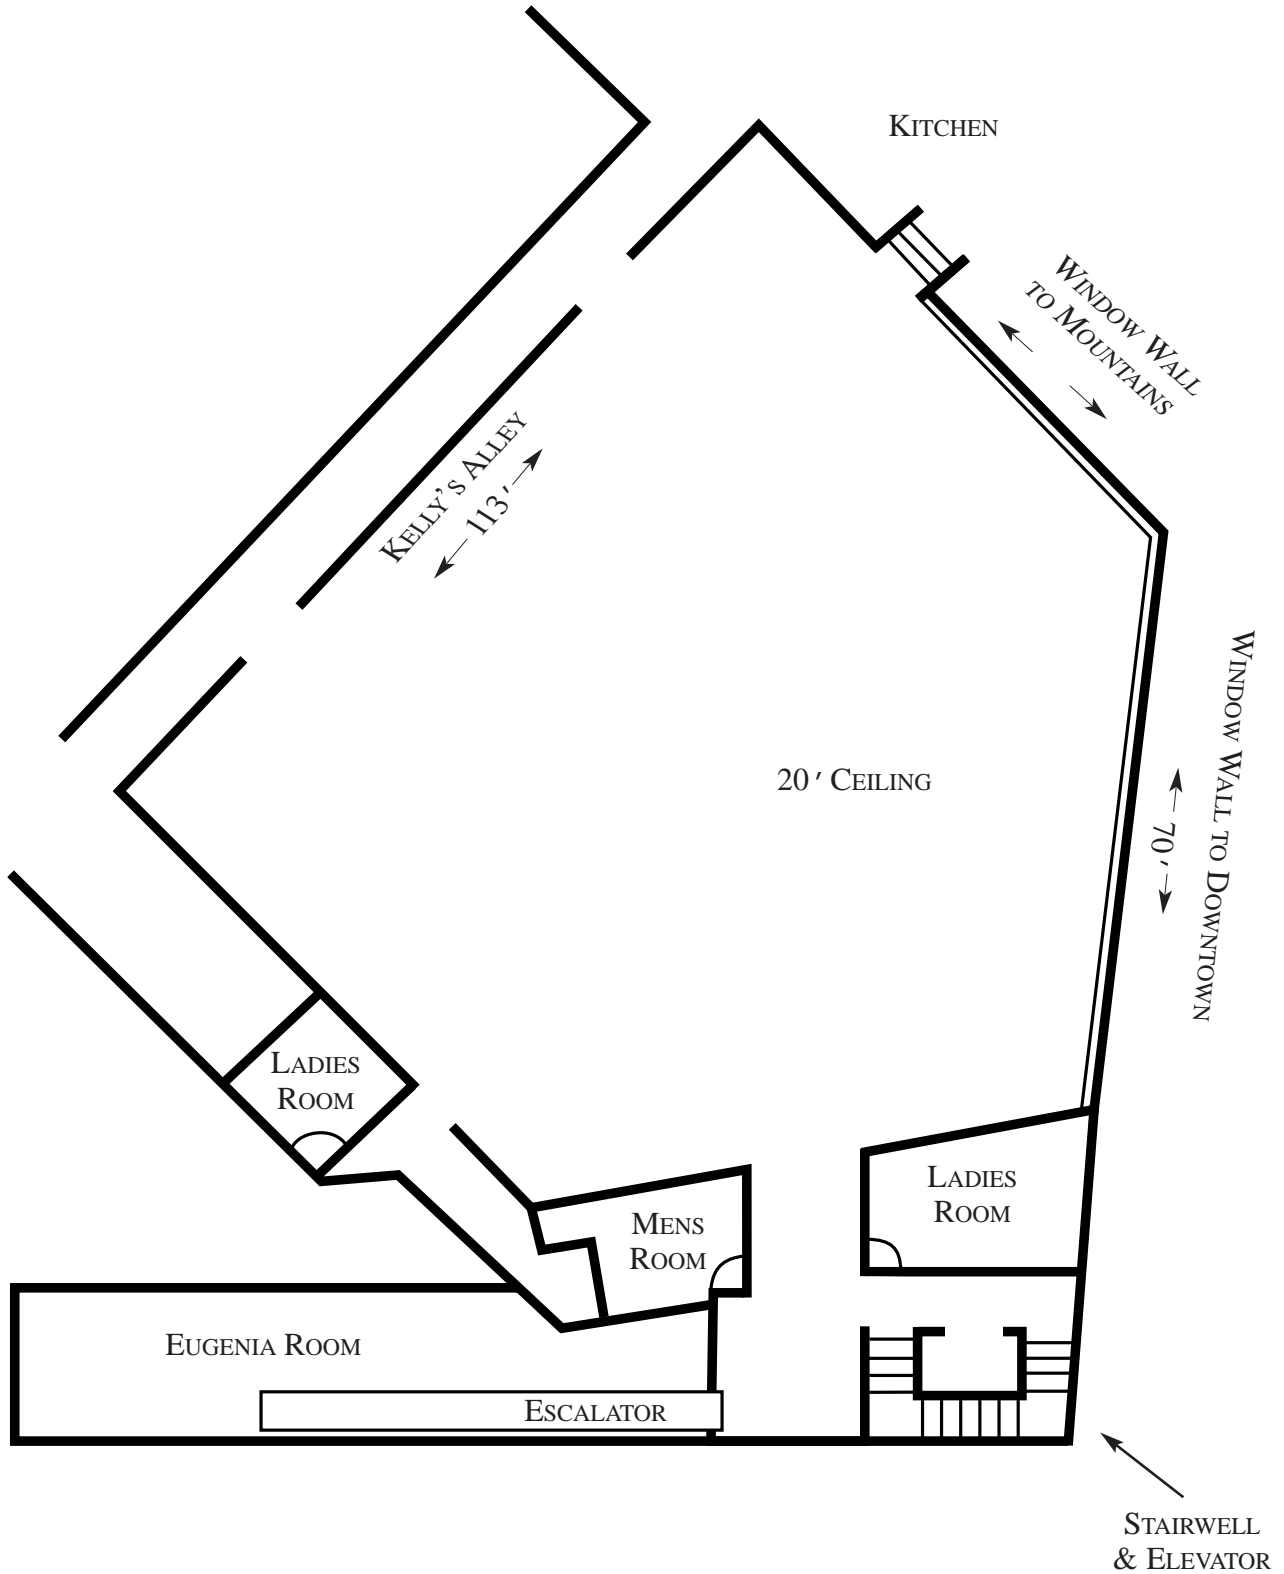 KITCHEN
WINDOW WALL
TO MOUNTAINS
KELLY'S ALLEY
113'
WINDOW WALL TO DOWNTOWN
70'
20' CEILING
LADIES
ROOM
MENS
ROOM
LADIES
ROOM
EUGENIA ROOM
ESCALATOR
STAIRWELL
& ELEVATOR